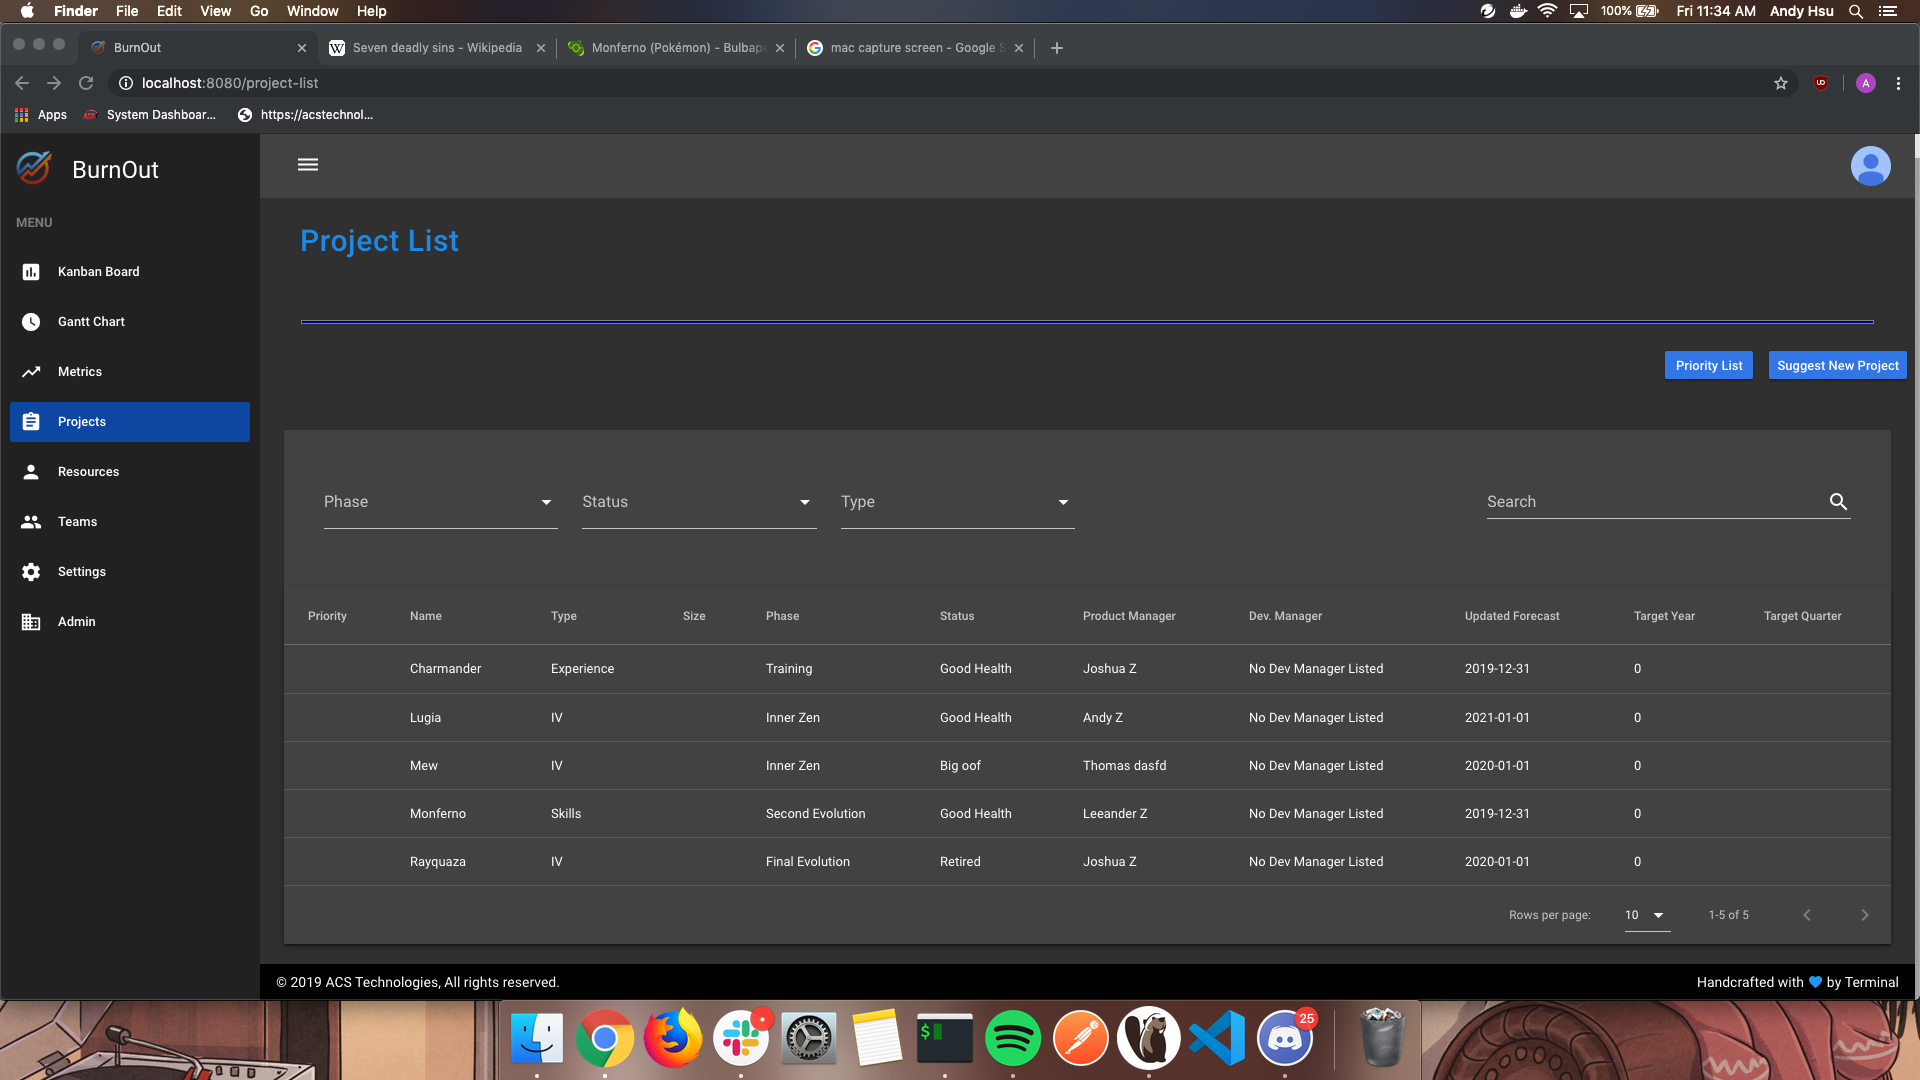 Finder File Edit View Go Window Help 100% Fri 11:34 AM Andy Hsu
BurnOut Seven deadly sins - Wikipedia Monferno (Pokémon) - Bulbap mac capture screen - Google S
localhost:8080/project-list A
Apps System Dashboar... https://acstechnol...
BurnOut
MENU
Kanban Board
Gantt Chart
Metrics
Projects
Resources
Teams
Settings
Admin
Project List
Priority List Suggest New Project
Phase Status Type Search
Priority Name Type Size Phase Status Product Manager Dev. Manager Updated Forecast Target Year Target Quarter
Charmander Experience Training Good Health Joshua Z No Dev Manager Listed 2019-12-31 0
Lugia IV Inner Zen Good Health Andy Z No Dev Manager Listed 2021-01-01 0
Mew IV Inner Zen Big oof Thomas dasfd No Dev Manager Listed 2020-01-01 0
Monferno Skills Second Evolution Good Health Leeander Z No Dev Manager Listed 2019-12-31 0
Rayquaza IV Final Evolution Retired Joshua Z No Dev Manager Listed 2020-01-01 0
Rows per page: 10 1-5 of 5
© 2019 ACS Technologies, All rights reserved. Handcrafted with 💙 by Terminal
$ 25